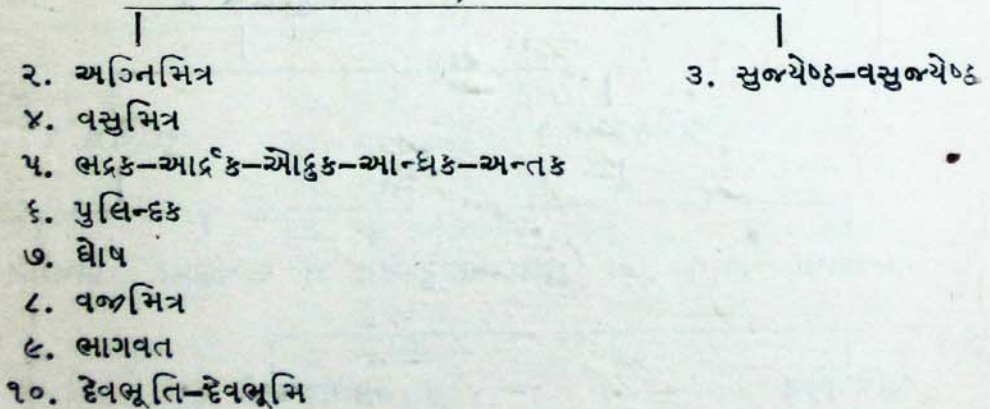 ૨. અગ્નિમિત્ર ૩. સુજ્યેષ્ઠ–વસુજ્યેષ્ઠ
૪. વસુમિત્ર
૫. ભદ્રક–આર્દ્રક–ઓદ્રુક–આન્ધ્રક–અન્તક
૬. પુલિન્દક
૭. ઘોષ
૮. વજ્રમિત્ર
૯. ભાગવત
૧૦. દેવભૂતિ–દેવભૂમિ